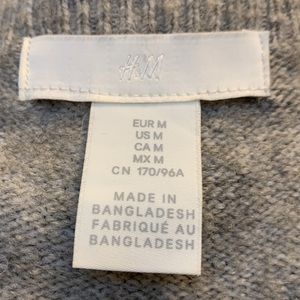 H&M
EUR M
US M
CA M
MX M
CN 170/96A
MADE IN
BANGLADESH
FABRIQUÉ AU
BANGLADESH